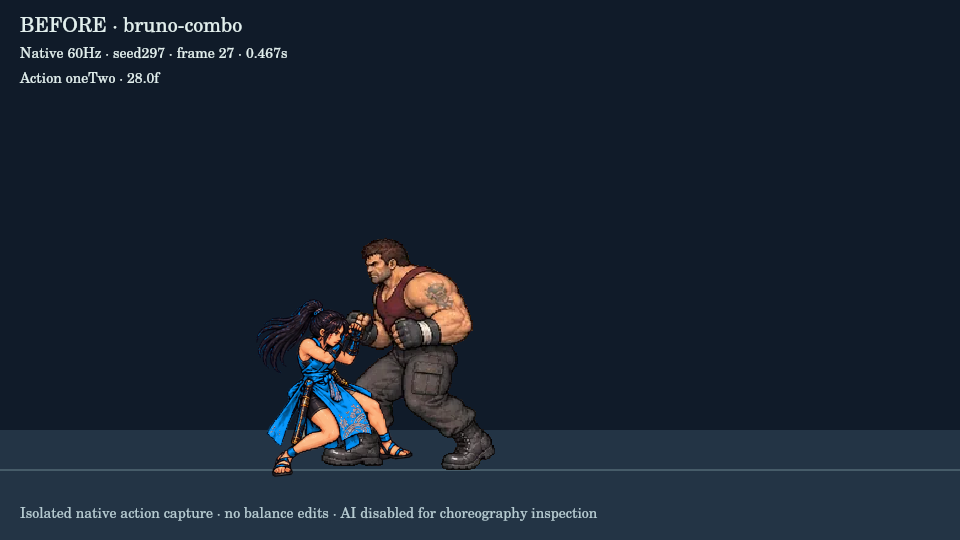 BEFORE · bruno-combo
Native 60Hz · seed297 · frame 27 · 0.467s
Action oneTwo · 28.0f
Isolated native action capture · no balance edits · AI disabled for choreography inspection